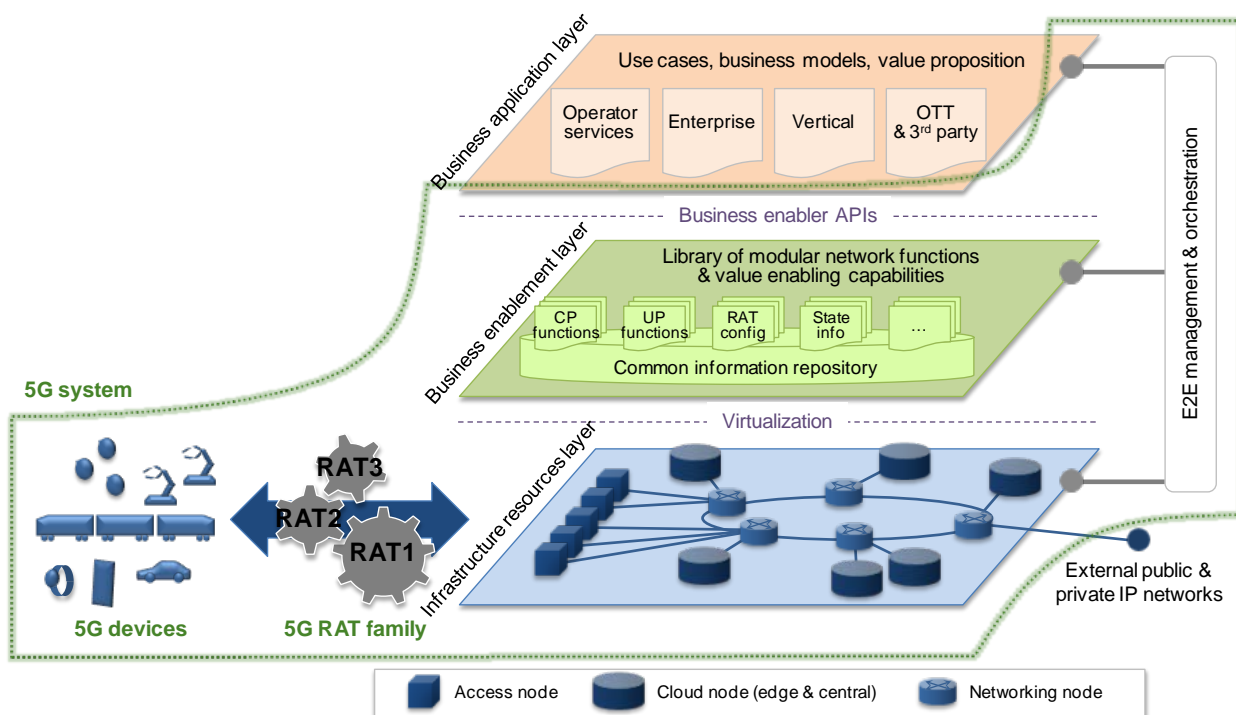 Business application layer
Use cases, business models, value proposition
Operator
services
Enterprise
Vertical
OTT
& 3rd party
Business enabler APIs
Business enablement layer
Library of modular network functions
& value enabling capabilities
CP
functions
UP
functions
RAT
config
State
info
...
Common information repository
E2E management & orchestration
5G system
Virtualization
Infrastructure resources layer
RAT3
RAT2
RAT1
5G devices
5G RAT family
External public &
private IP networks
Access node
Cloud node (edge & central)
Networking node